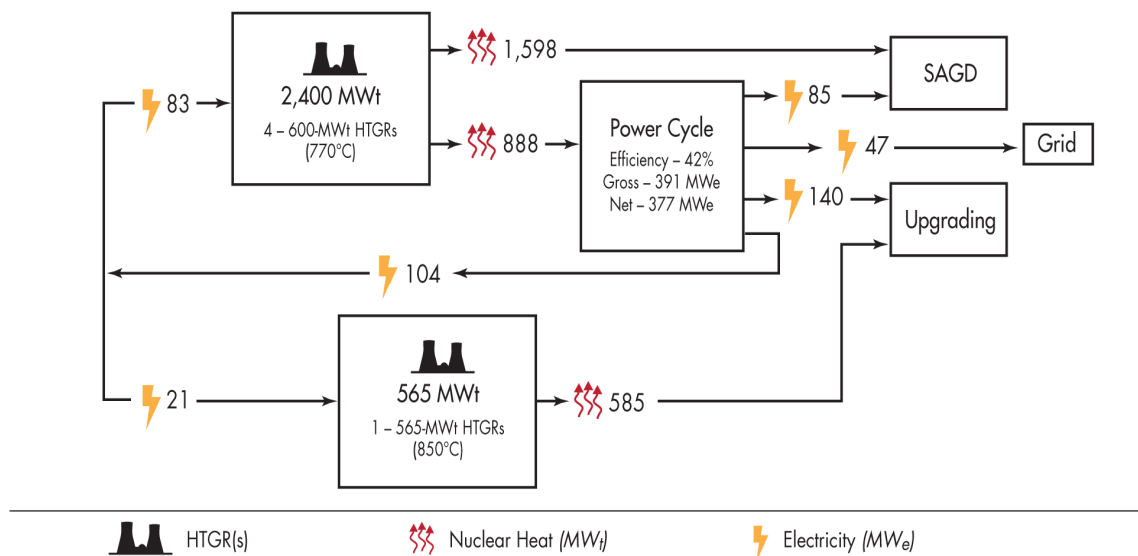 1,598
SAGD
83
2,400 MWt
4 – 600-MWt HTGRs
(770°C)
888
Power Cycle
Efficiency – 42%
Gross – 391 MWe
Net – 377 MWe
85
47
Grid
140
Upgrading
104
21
565 MWt
1 – 565-MWt HTGRs
(850°C)
585
HTGR(s)
Nuclear Heat (MWt)
Electricity (MWe)